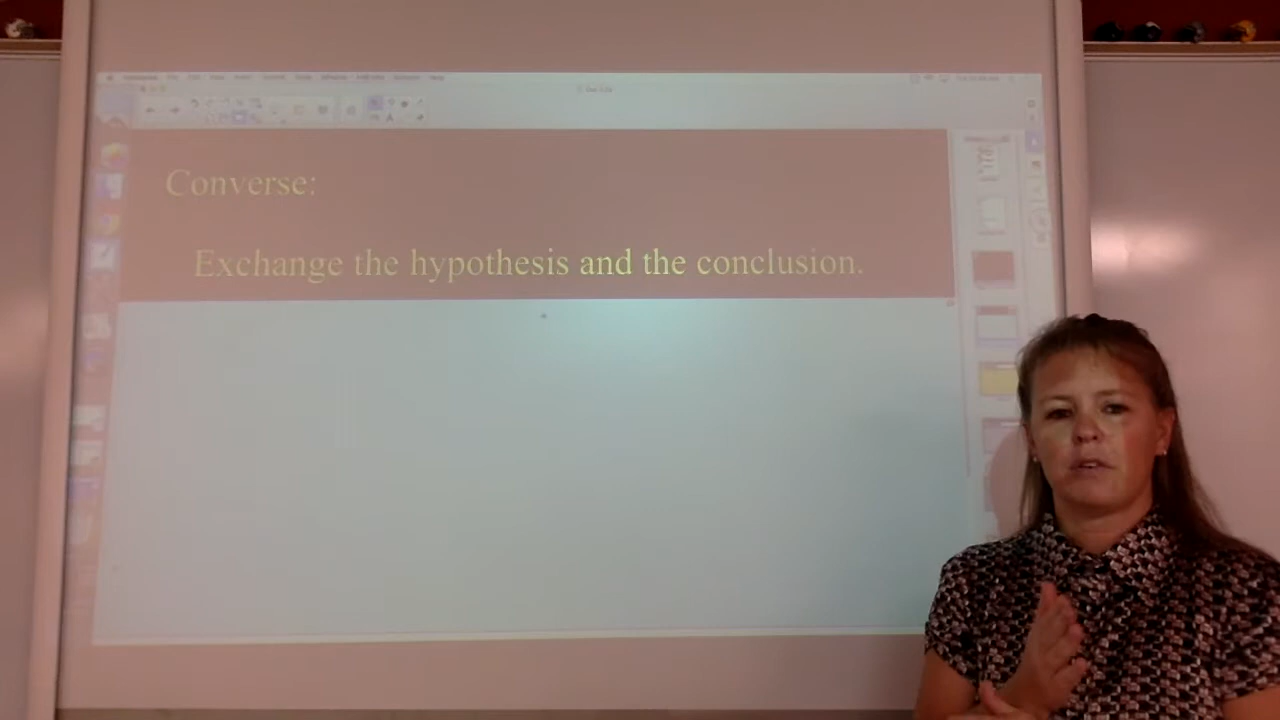 Converse:
Exchange the hypothesis and the conclusion.